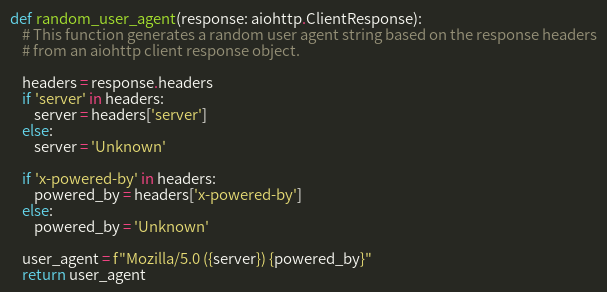 def random_user_agent(response: aiohttp.ClientResponse):
# This function generates a random user agent string based on the response headers
# from an aiohttp client response object.
headers = response.headers
if 'server' in headers:
server = headers['server']
else:
server = 'Unknown'
if 'x-powered-by' in headers:
powered_by = headers['x-powered-by']
else:
powered_by = 'Unknown'
user_agent = f"Mozilla/5.0 ({server}) {powered_by}"
return user_agent